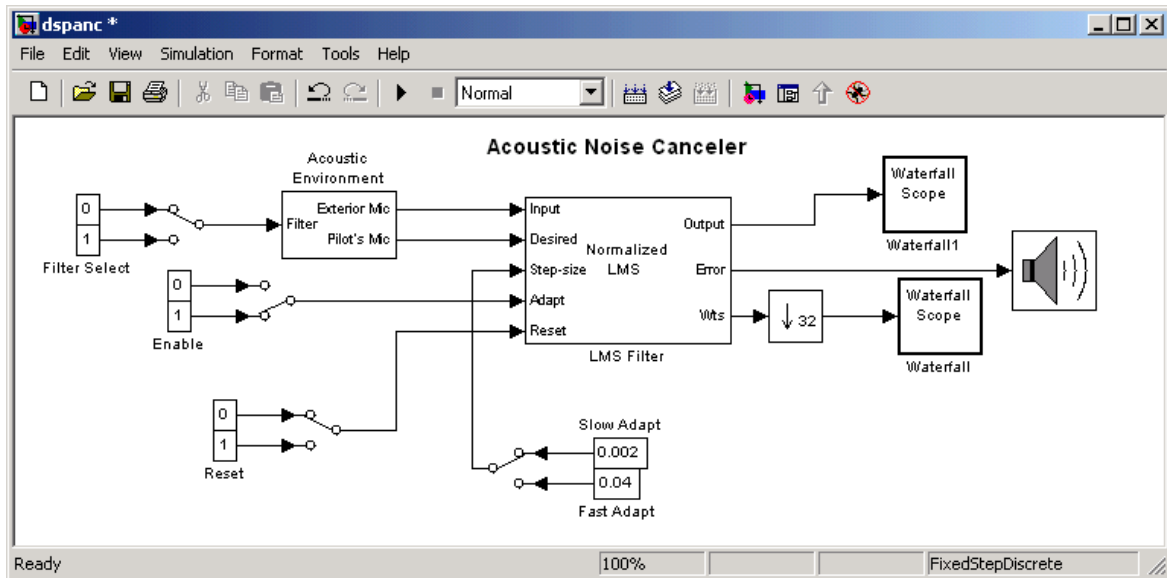 dspanc *
File Edit View Simulation Format Tools Help
Normal
Acoustic Noise Canceler
Acoustic
Environment
Filter
Exterior Mic
Pilot's Mic
0
1
Filter Select
0
1
Enable
0
1
Reset
Input
Desired
Step-size
Adapt
Reset
Normalized
LMS
Output
Error
Wts
LMS Filter
Waterfall
Scope
Waterfall1
32
Waterfall
Scope
Waterfall
Slow Adapt
0.002
0.04
Fast Adapt
Ready
100%
FixedStepDiscrete